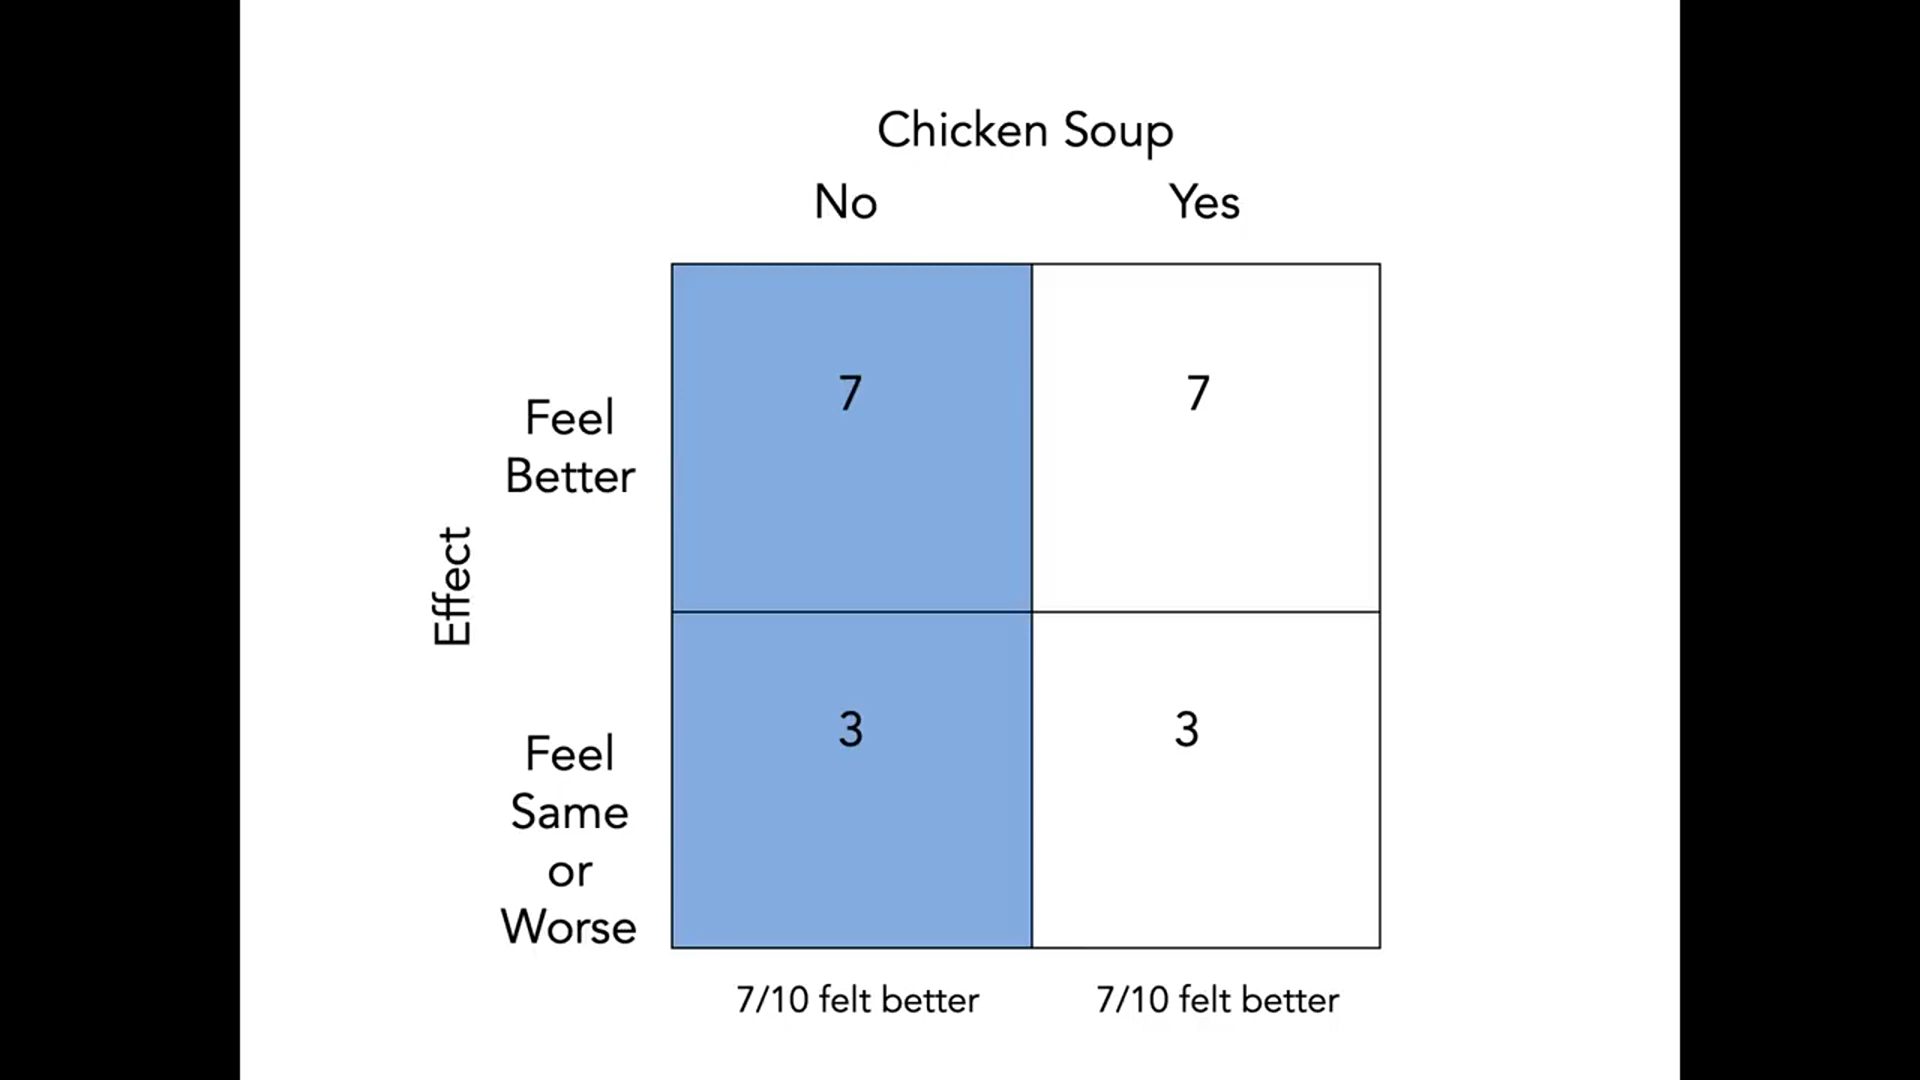 Chicken Soup
No Yes
7 7
Feel
Better
Effect
3 3
Feel
Same
or
Worse
7/10 felt better 7/10 felt better